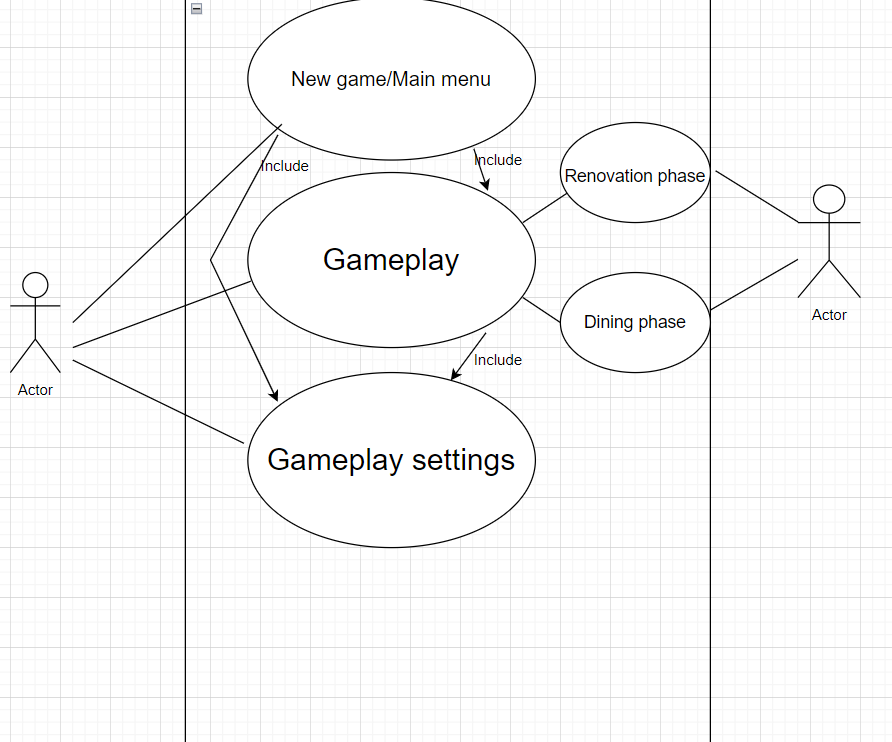 New game/Main menu
Include
Include
Renovation phase
Gameplay
Dining phase
Actor
Include
Actor
Gameplay settings